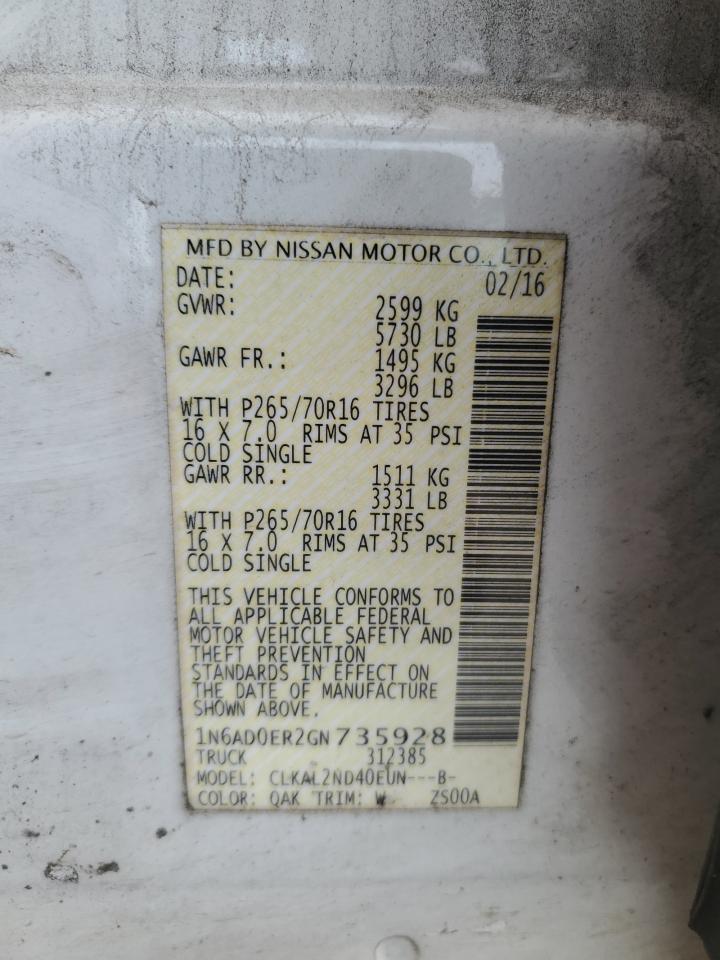 MFD BY NISSAN MOTOR CO., LTD.
DATE: 02/16
GVWR: 2599 KG
5730 LB
GAWR FR.: 1495 KG
3296 LB
WITH P265/70R16 TIRES
16 X 7.0 RIMS AT 35 PSI
COLD SINGLE
GAWR RR.: 1511 KG
3331 LB
WITH P265/70R16 TIRES
16 X 7.0 RIMS AT 35 PSI
COLD SINGLE
THIS VEHICLE CONFORMS TO
ALL APPLICABLE FEDERAL
MOTOR VEHICLE SAFETY AND
THEFT PREVENTION
STANDARDS IN EFFECT ON
THE DATE OF MANUFACTURE
SHOWN ABOVE.
1N6AD0ER2GN735928
TRUCK 312385
MODEL: CLKAL2ND40EUN---B-
COLOR: QAK TRIM: W ZS00A